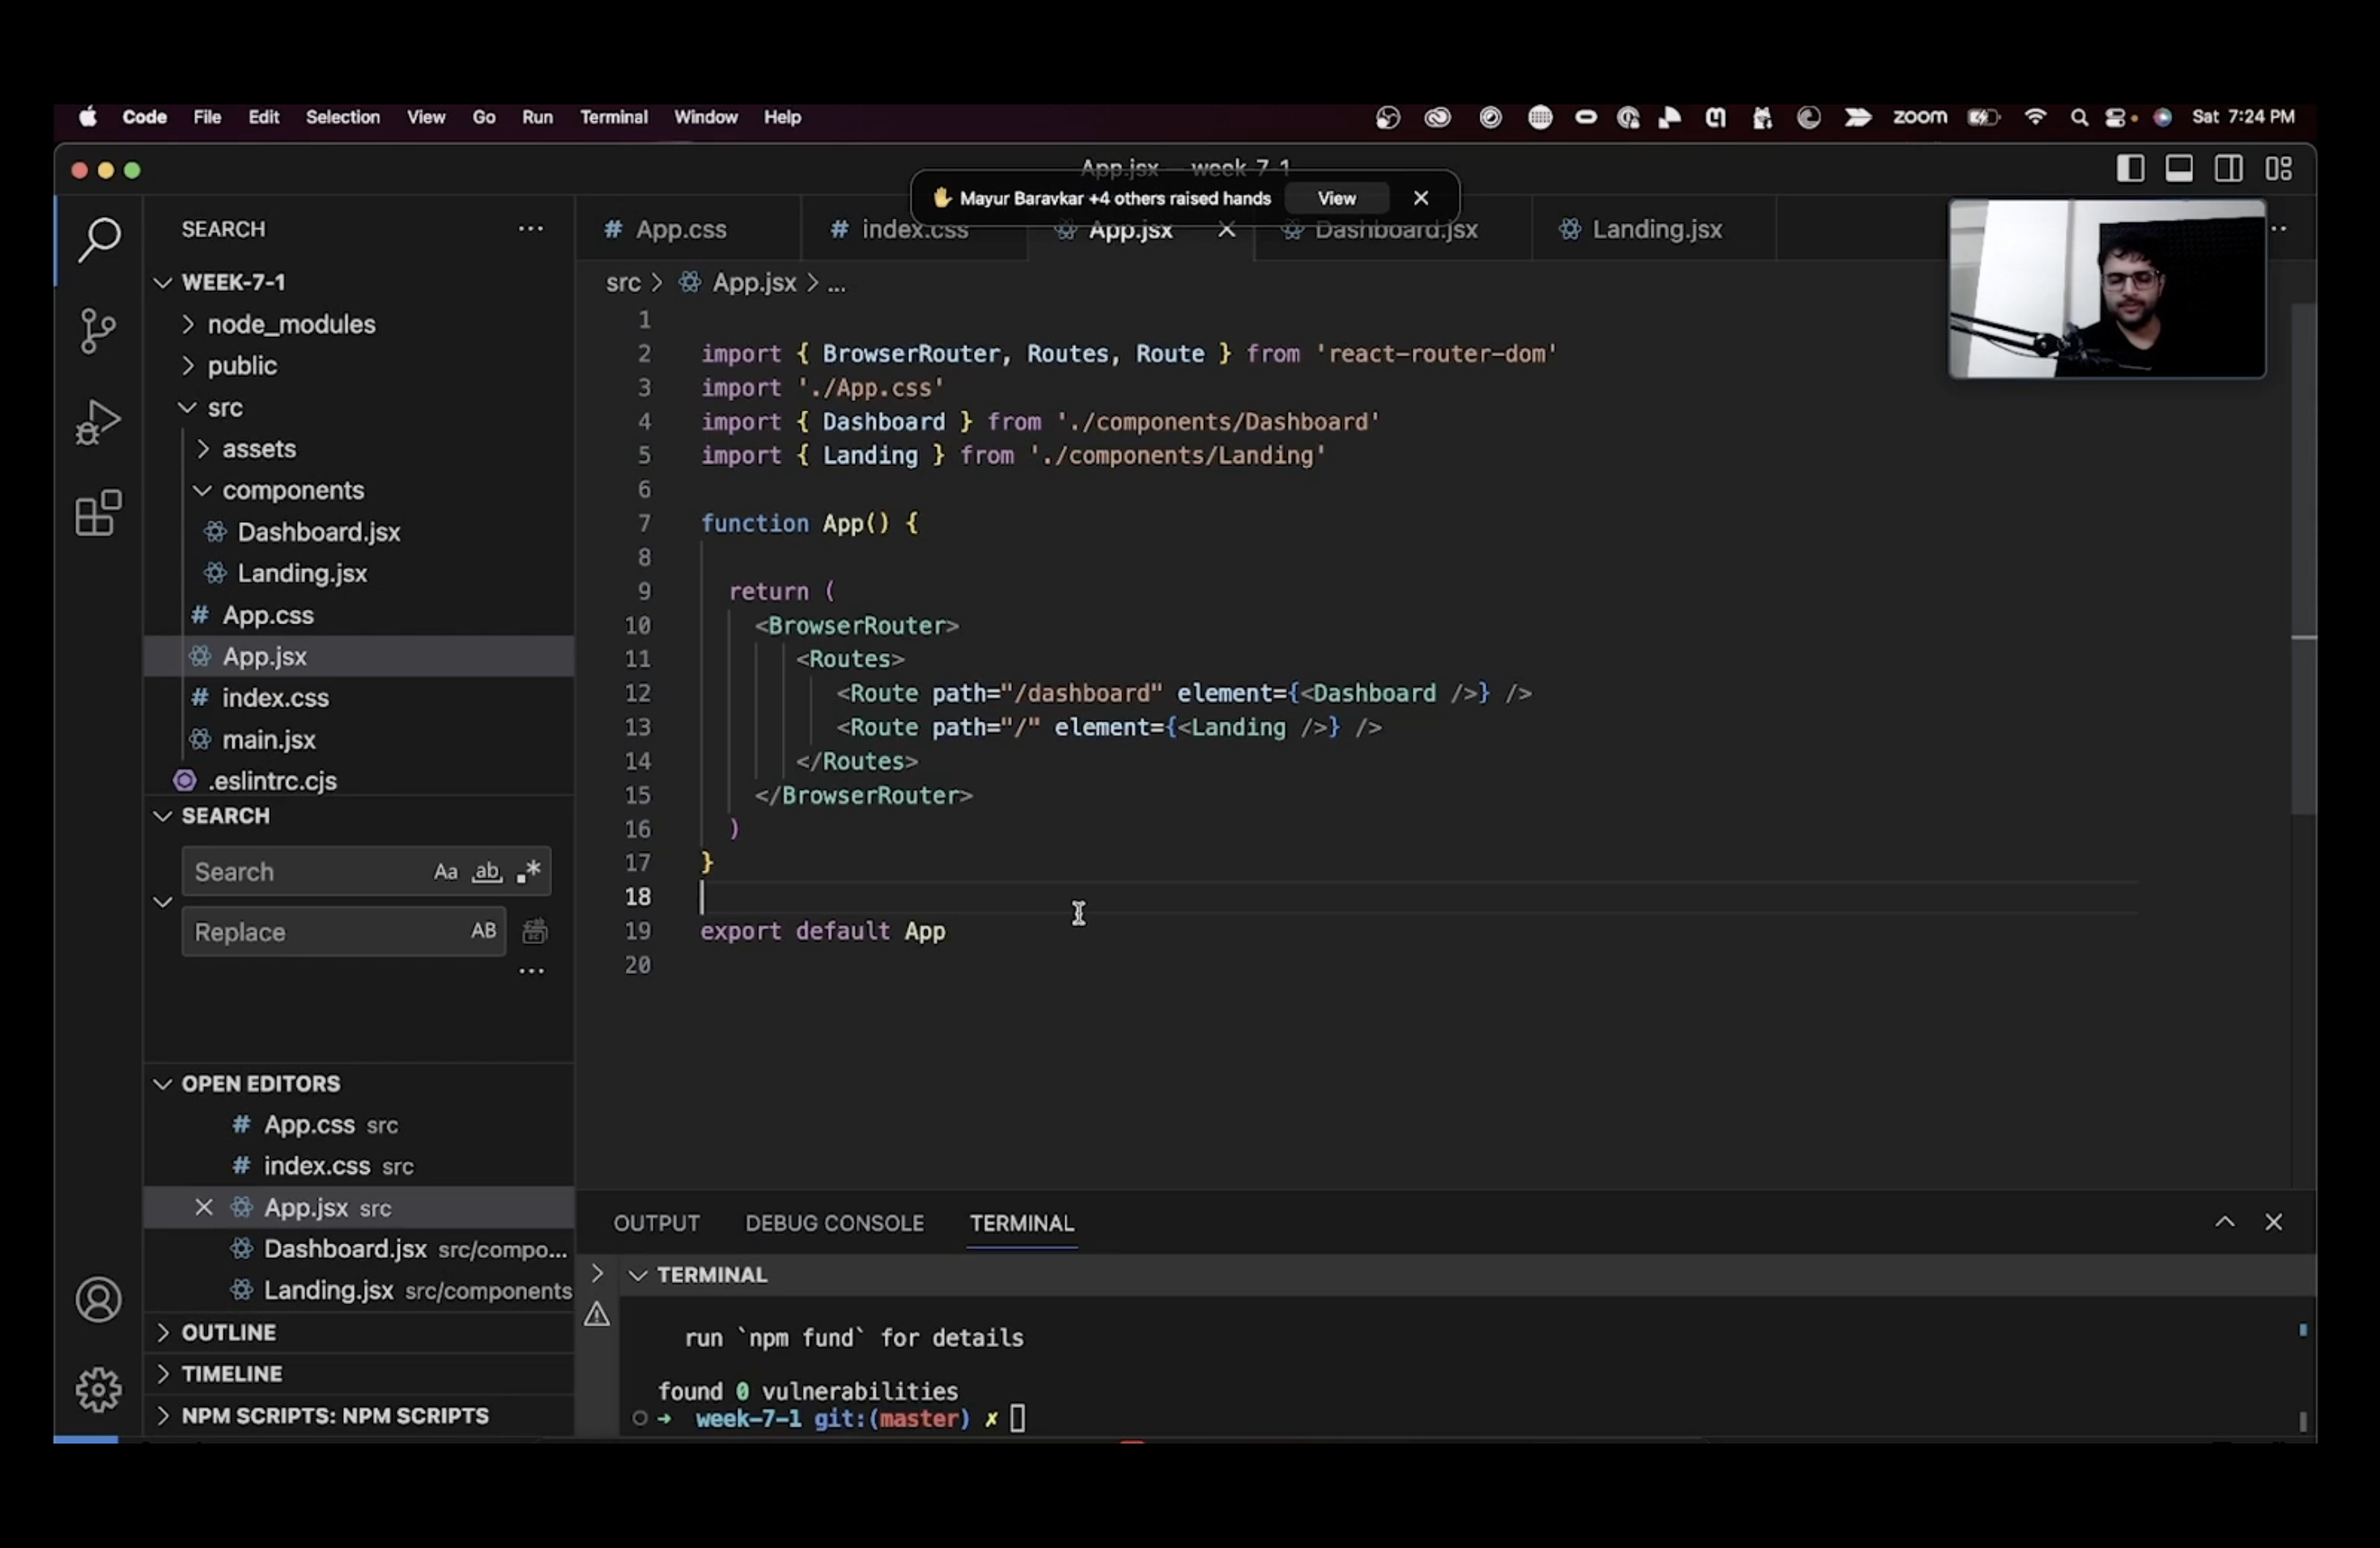 Code File Edit Selection View Go Run Terminal Window Help zoom Sat 7:24 PM
App.jsx — week-7-1
Mayur Baravkar +4 others raised hands View
SEARCH
# App.css # index.css App.jsx Dashboard.jsx Landing.jsx
WEEK-7-1
node_modules
public
src
assets
components
Dashboard.jsx
Landing.jsx
# App.css
App.jsx
# index.css
main.jsx
.eslintrc.cjs
SEARCH
Search Aa ab
Replace AB
OPEN EDITORS
# App.css src
# index.css src
App.jsx src
Dashboard.jsx src/compo...
Landing.jsx src/components
OUTLINE
TIMELINE
NPM SCRIPTS: NPM SCRIPTS
src > App.jsx > ...
1
2 import { BrowserRouter, Routes, Route } from 'react-router-dom'
3 import './App.css'
4 import { Dashboard } from './components/Dashboard'
5 import { Landing } from './components/Landing'
6
7 function App() {
8
9 return (
10 <BrowserRouter>
11 <Routes>
12 <Route path="/dashboard" element={<Dashboard />} />
13 <Route path="/" element={<Landing />} />
14 </Routes>
15 </BrowserRouter>
16 )
17 }
18
19 export default App
20
OUTPUT DEBUG CONSOLE TERMINAL
TERMINAL
run `npm fund` for details
found 0 vulnerabilities
➜ week-7-1 git:(master) ✗